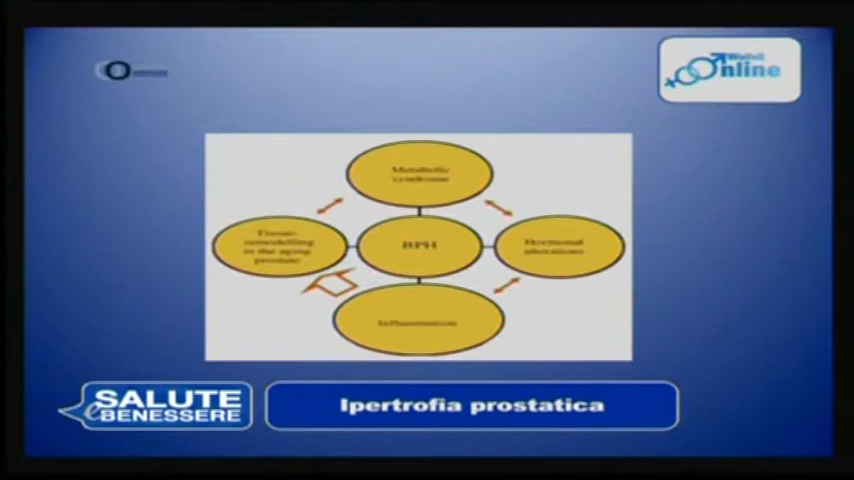 Online
Metabolic
syndrome
Tissue
remodelling
in the aging
prostate
BPH
Hormonal
alterations
Inflammation
SALUTE
e BENESSERE
Ipertrofia prostatica